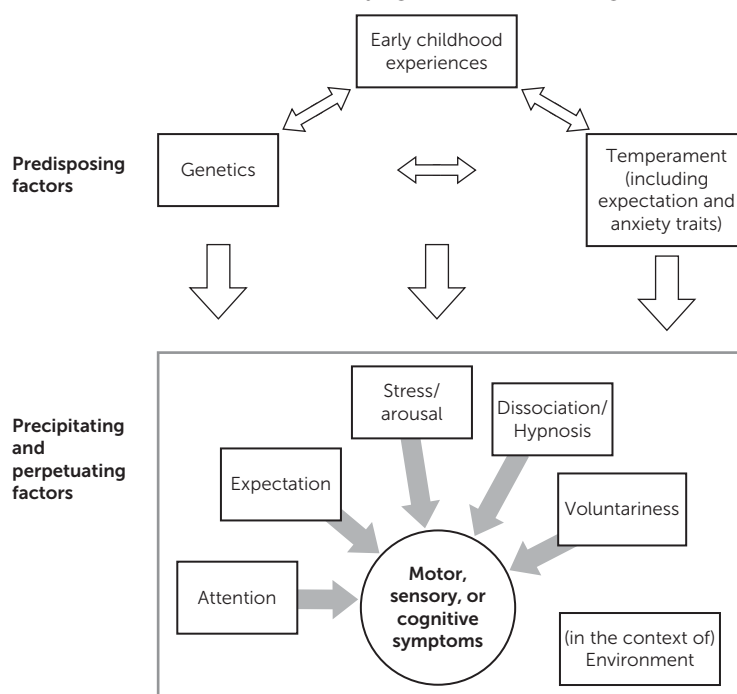 Early childhood
experiences
Predisposing
factors
Genetics
Temperament
(including
expectation and
anxiety traits)
Precipitating
and
perpetuating
factors
Stress/
arousal
Dissociation/
Hypnosis
Expectation
Voluntariness
Attention
Motor,
sensory, or
cognitive
symptoms
(in the context of)
Environment